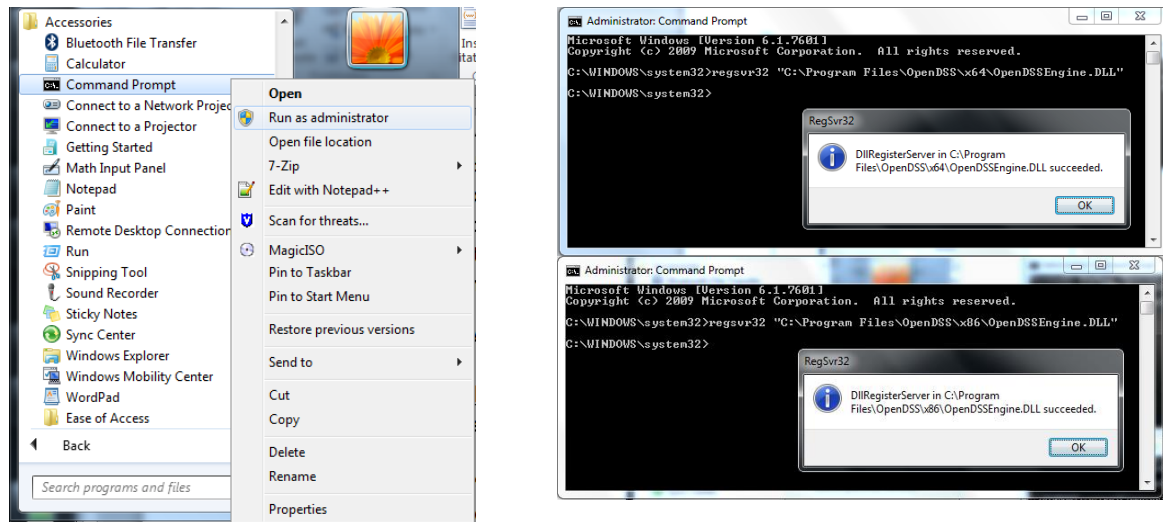 Accessories
Bluetooth File Transfer
Calculator
Command Prompt
Connect to a Network Projec
Connect to a Projector
Getting Started
Math Input Panel
Notepad
Paint
Remote Desktop Connection
Run
Snipping Tool
Sound Recorder
Sticky Notes
Sync Center
Windows Explorer
Windows Mobility Center
WordPad
Ease of Access
Back
Search programs and files
Open
Run as administrator
Open file location
7-Zip
Edit with Notepad++
Scan for threats...
MagicISO
Pin to Taskbar
Pin to Start Menu
Restore previous versions
Send to
Cut
Copy
Delete
Rename
Properties
Ins
itat
Administrator: Command Prompt
Microsoft Windows [Version 6.1.7601]
Copyright (c) 2009 Microsoft Corporation.  All rights reserved.
C:\WINDOWS\system32>regsvr32 "C:\Program Files\OpenDSS\x64\OpenDSSEngine.DLL"
C:\WINDOWS\system32>
RegSvr32
DllRegisterServer in C:\Program
Files\OpenDSS\x64\OpenDSSEngine.DLL succeeded.
OK
Administrator: Command Prompt
Microsoft Windows [Version 6.1.7601]
Copyright (c) 2009 Microsoft Corporation.  All rights reserved.
C:\WINDOWS\system32>regsvr32 "C:\Program Files\OpenDSS\x86\OpenDSSEngine.DLL"
C:\WINDOWS\system32>
RegSvr32
DllRegisterServer in C:\Program
Files\OpenDSS\x86\OpenDSSEngine.DLL succeeded.
OK